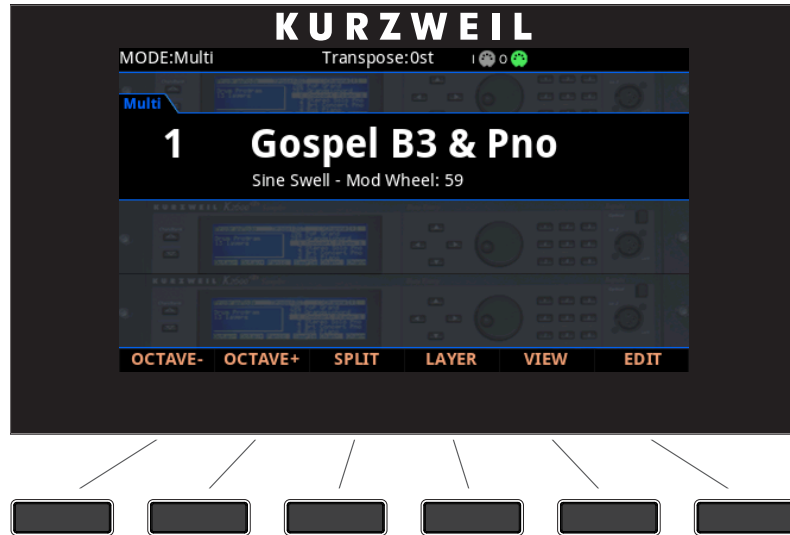 KURZWEIL
MODE:Multi Transpose:0st I O
Multi
1 Gospel B3 & Pno
Sine Swell - Mod Wheel: 59
OCTAVE- OCTAVE+ SPLIT LAYER VIEW EDIT